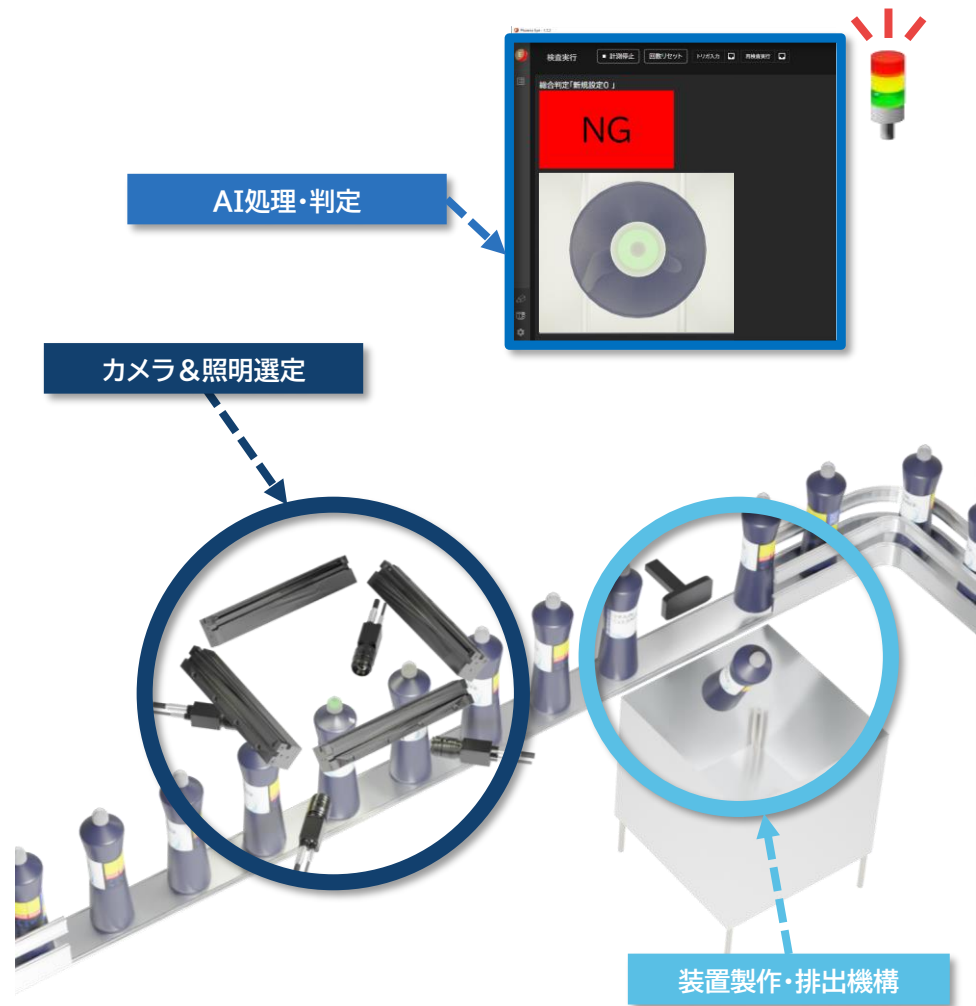 検査実行
■ 計測停止
回数リセット
トリガ入力
再検査実行
総合判定「新規設定0 」
NG
AI処理・判定
カメラ&照明選定
装置製作・排出機構